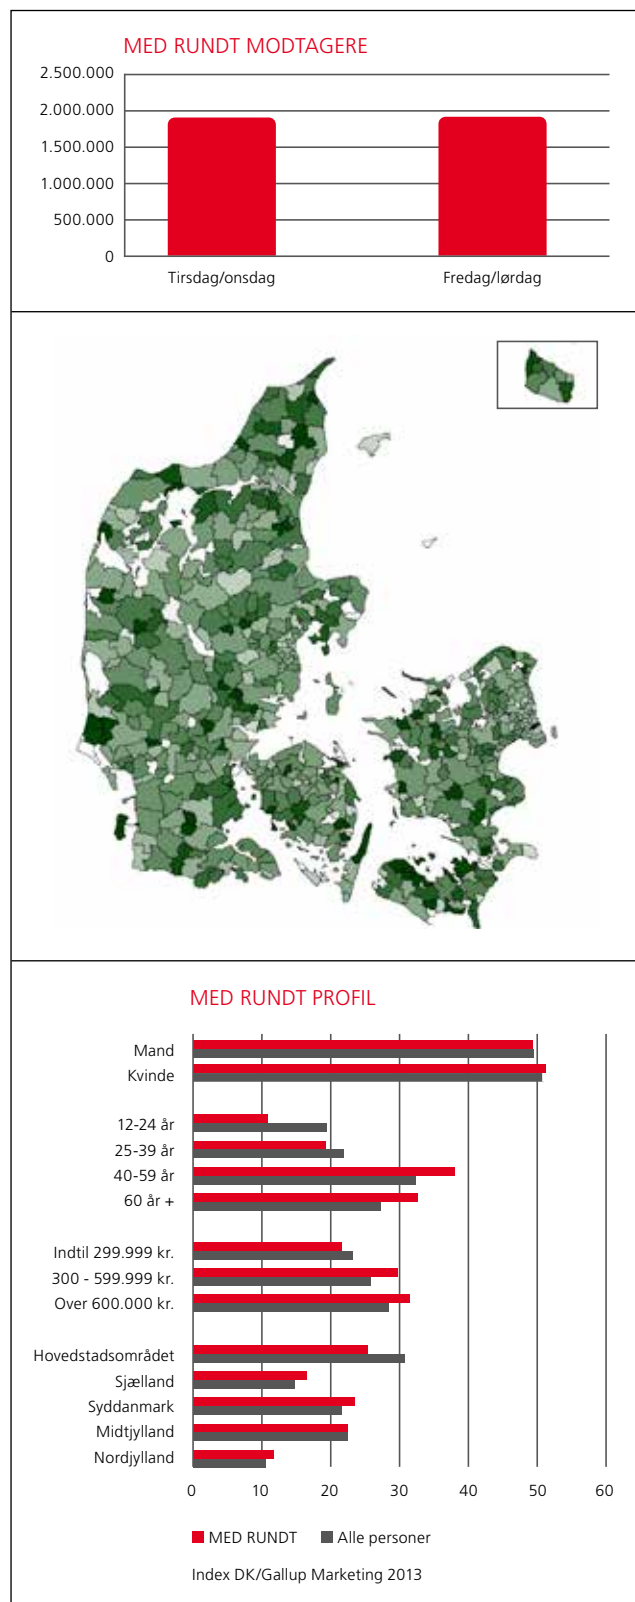 MED RUNDT MODTAGERE
2.500.000
2.000.000
1.500.000
1.000.000
500.000
0
Tirsdag/onsdag Fredag/lørdag
MED RUNDT PROFIL
Mand
Kvinde
12-24 år
25-39 år
40-59 år
60 år +
Indtil 299.999 kr.
300 - 599.999 kr.
Over 600.000 kr.
Hovedstadsområdet
Sjælland
Syddanmark
Midtjylland
Nordjylland
0 10 20 30 40 50 60
MED RUNDT Alle personer
Index DK/Gallup Marketing 2013